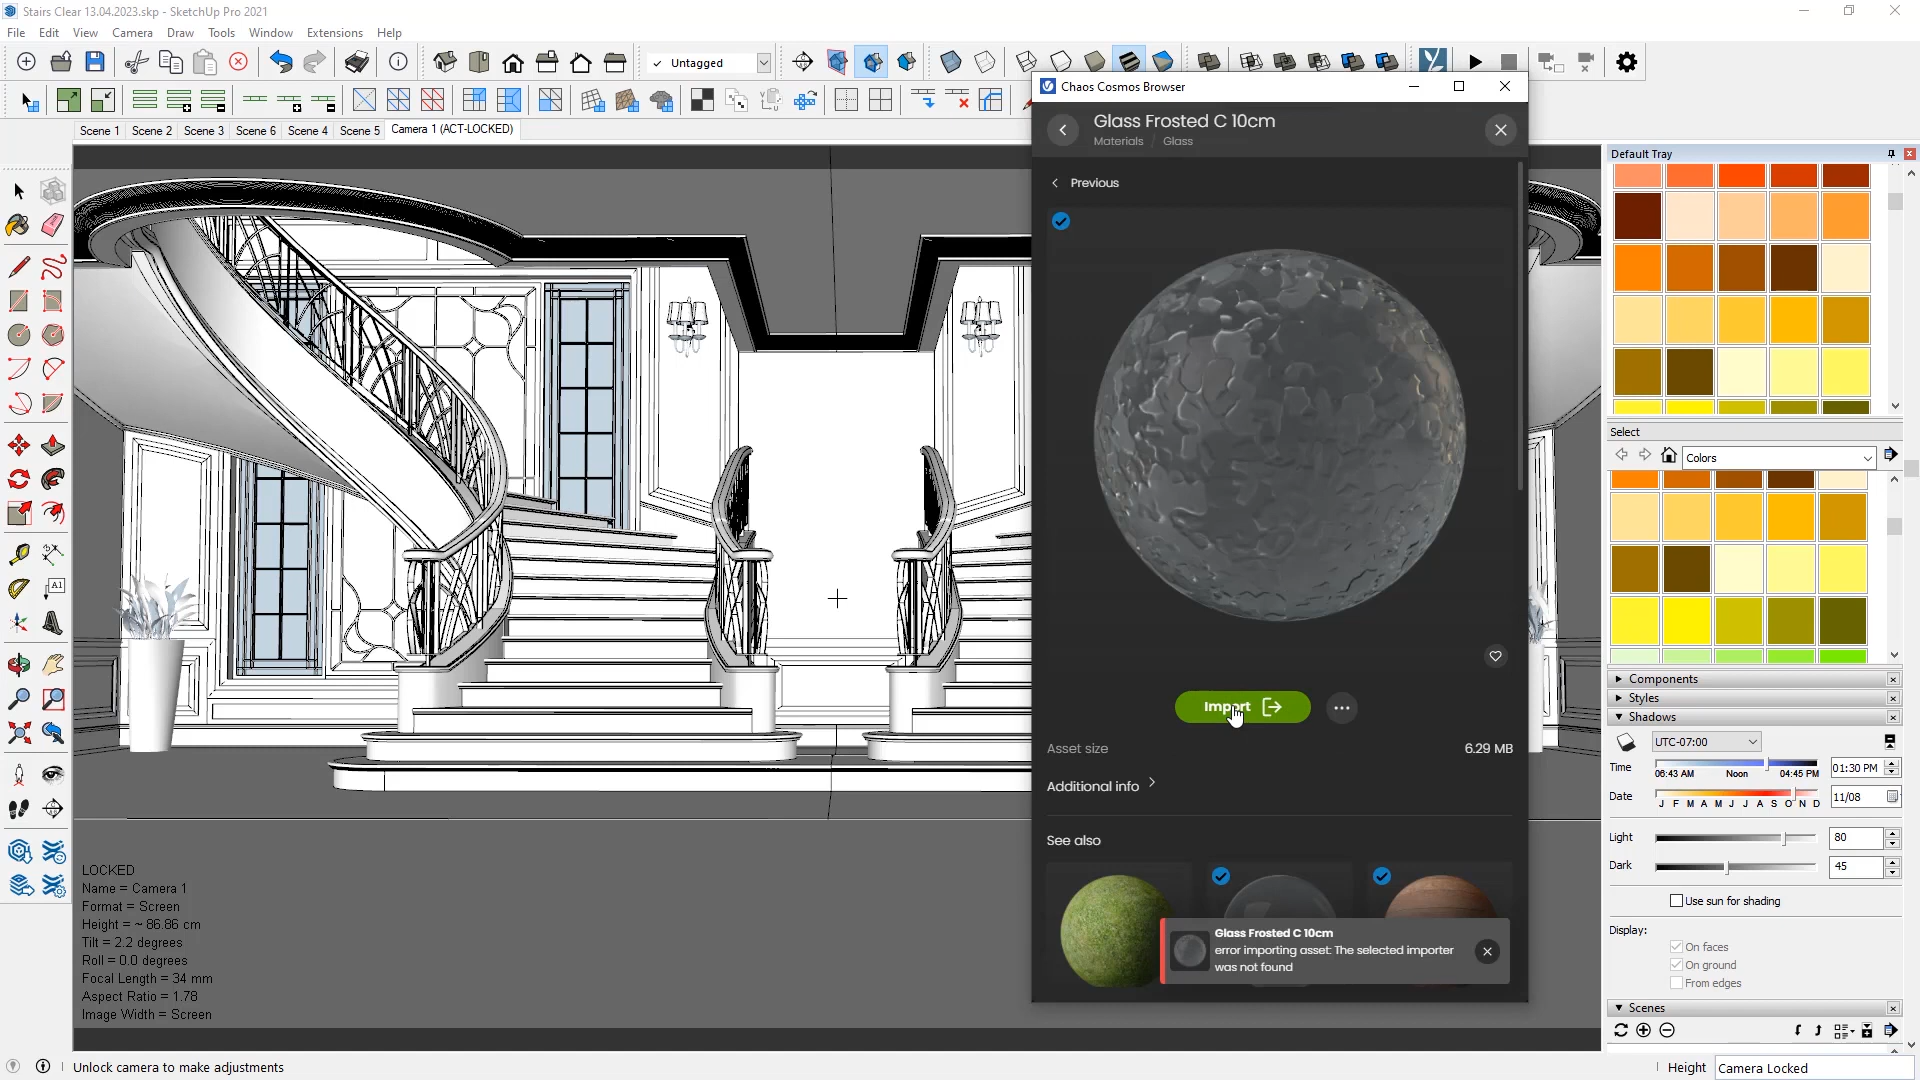 Stairs Clear 13.04.2023.skp - SketchUp Pro 2021
File Edit View Camera Draw Tools Window Extensions Help
✓ Untagged
Scene 1 Scene 2 Scene 3 Scene 6 Scene 4 Scene 5 Camera 1 (ACT-LOCKED)
Chaos Cosmos Browser
Glass Frosted C 10cm
Materials / Glass
Previous
Import
Asset size 6.29 MB
Additional info
See also
Glass Frosted C 10cm
error importing asset: The selected importer
was not found
LOCKED
Name = Camera 1
Format = Screen
Height = ~ 86.86 cm
Tilt = 2.2 degrees
Roll = 0.0 degrees
Focal Length = 34 mm
Aspect Ratio = 1.78
Image Width = Screen
A1
Default Tray
Select
Colors
Components
Styles
Shadows
UTC-07:00
Time 06:43 AM Noon 04:45 PM 01:30 PM
Date J F M A M J J A S O N D 11/08
Light 80
Dark 45
Use sun for shading
Display:
On faces
On ground
From edges
Scenes
Unlock camera to make adjustments
Height Camera Locked